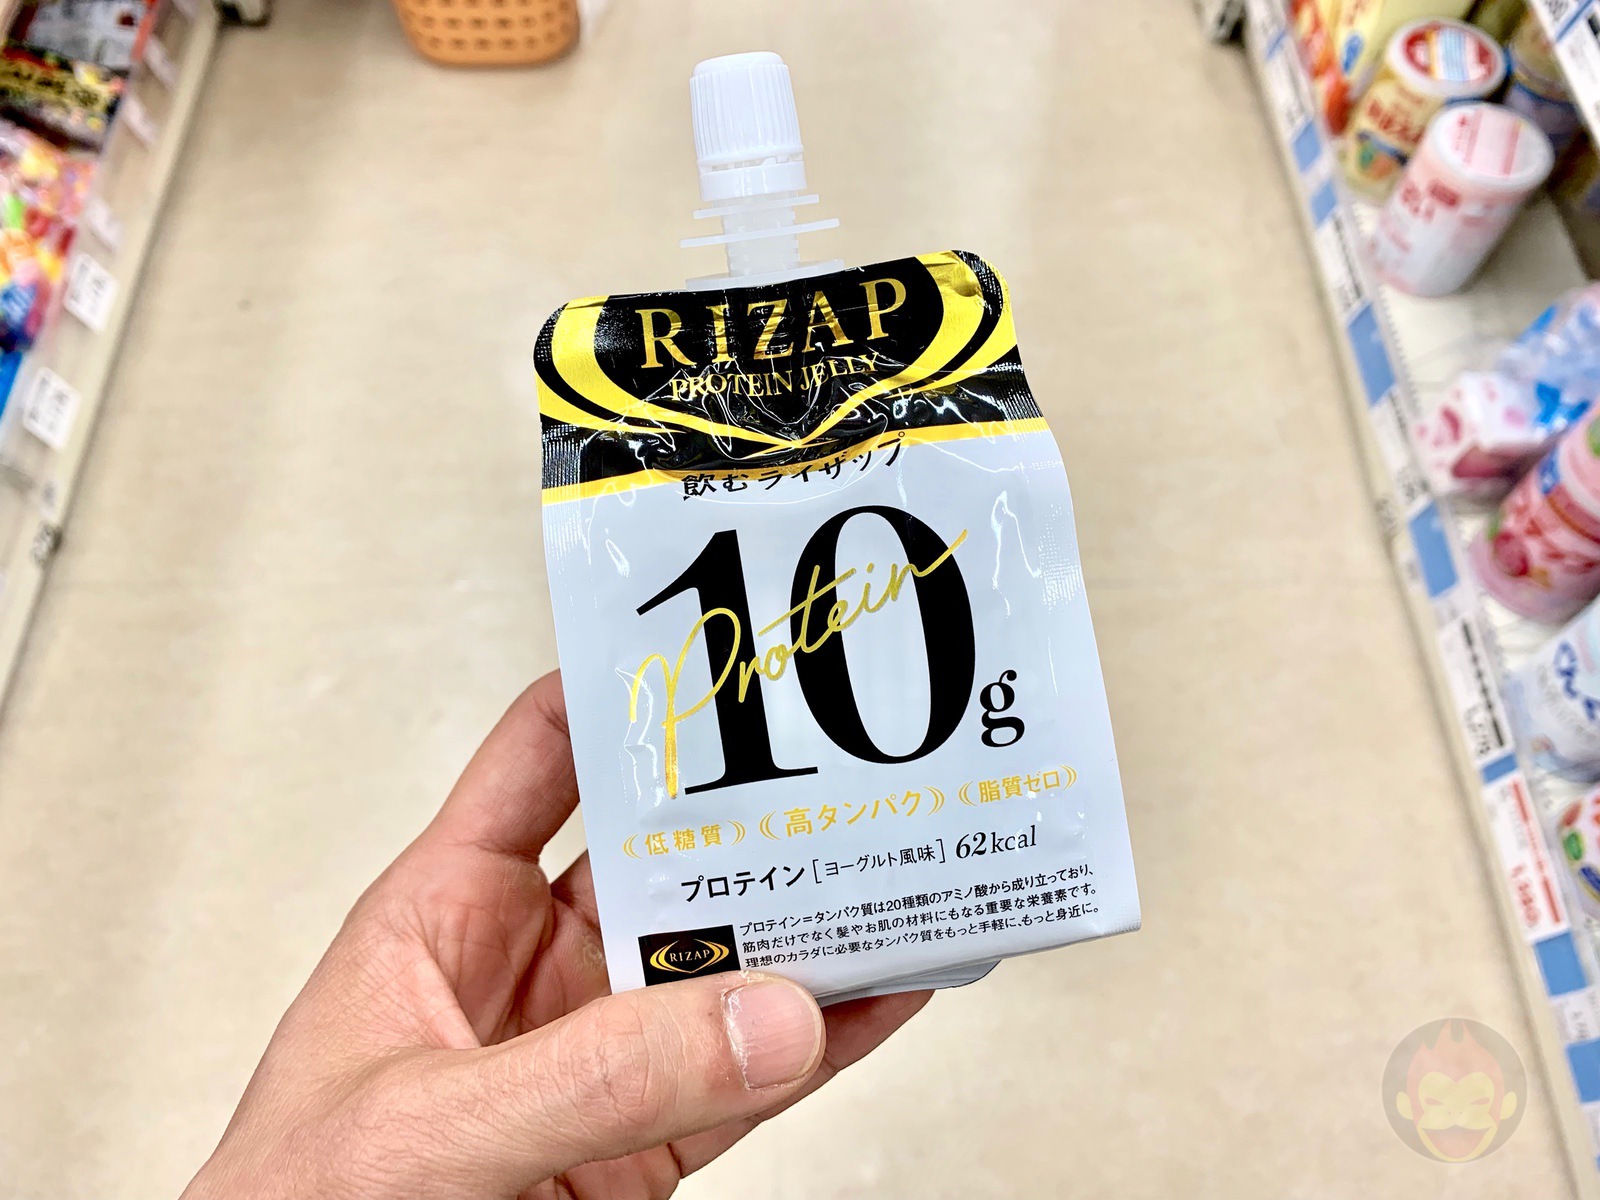 RIZAP
PROTEIN JELLY
飲むライザップ
10g
Protein
低糖質 高タンパク 脂質ゼロ
プロテイン[ヨーグルト風味] 62kcal
プロテイン=タンパク質は20種類のアミノ酸から成り立っており、
筋肉だけでなく髪やお肌の材料にもなる重要な栄養素です。
理想のカラダに必要なタンパク質をもっと手軽に、もっと身近に。
RIZAP